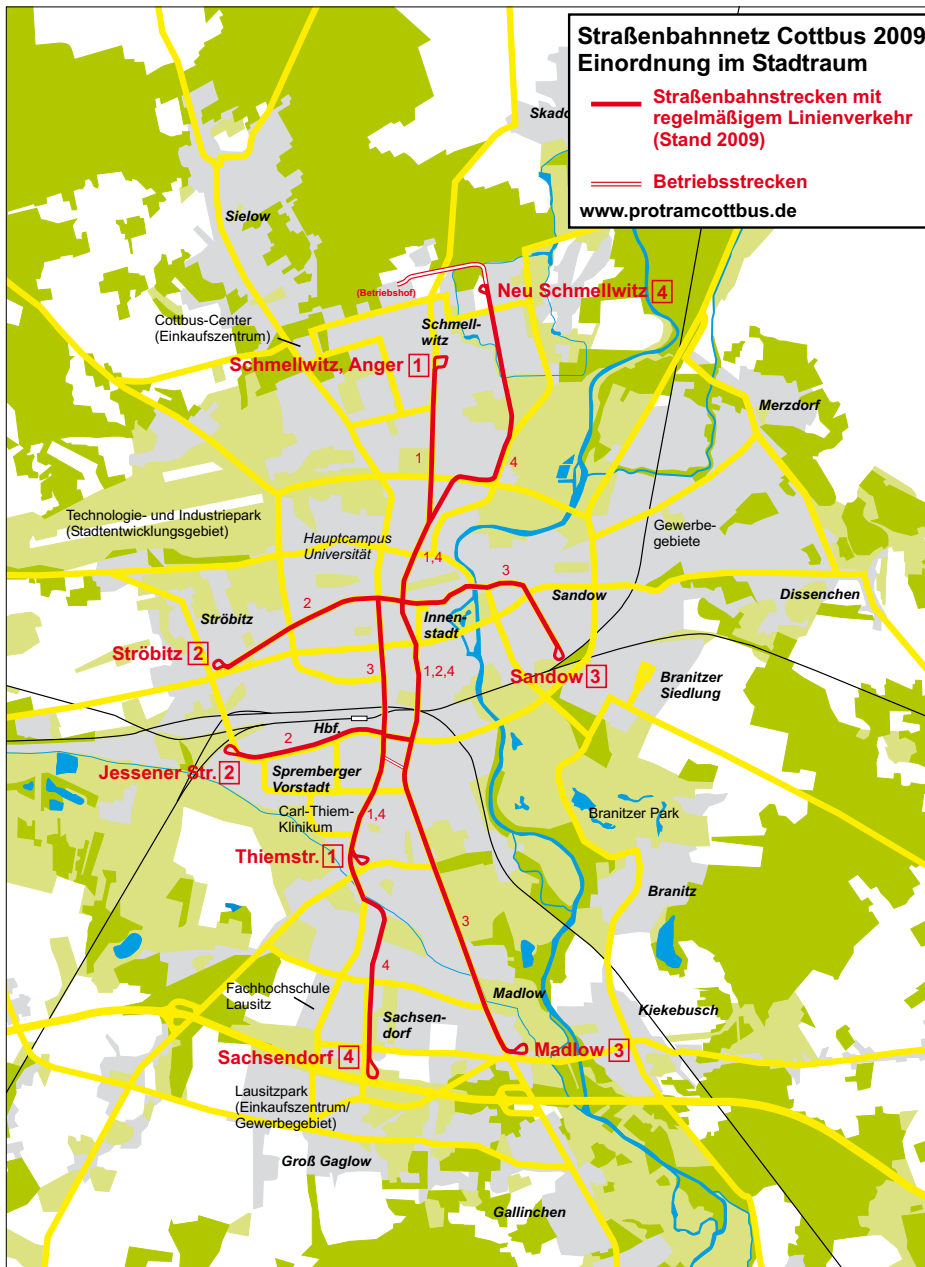 Straßenbahnnetz Cottbus 2009
Einordnung im Stadtraum
Straßenbahnstrecken mit
regelmäßigem Linienverkehr
(Stand 2009)
Betriebsstrecken
www.protramcottbus.de
Sielow
(Betriebshof)
Neu Schmellwitz 4
Cottbus-Center
(Einkaufszentrum)
Schmell-
witz
Schmellwitz, Anger 1
Merzdorf
1
4
Technologie- und Industriepark
(Stadtentwicklungsgebiet)
Hauptcampus
Universität
Gewerbe-
gebiete
1,4
3
2
Ströbitz
Innen-
stadt
Sandow
Dissenchen
Ströbitz 2
3
1,2,4
Sandow 3
Branitzer
Siedlung
Hbf.
2
Jessener Str. 2
Spremberger
Vorstadt
Carl-Thiem-
Klinikum
1,4
Branitzer Park
Thiemstr. 1
Branitz
3
4
Fachhochschule
Lausitz
Madlow
Sachsen-
dorf
Kiekebusch
Sachsendorf 4
Madlow 3
Lausitzpark
(Einkaufszentrum/
Gewerbegebiet)
Groß Gaglow
Gallinchen